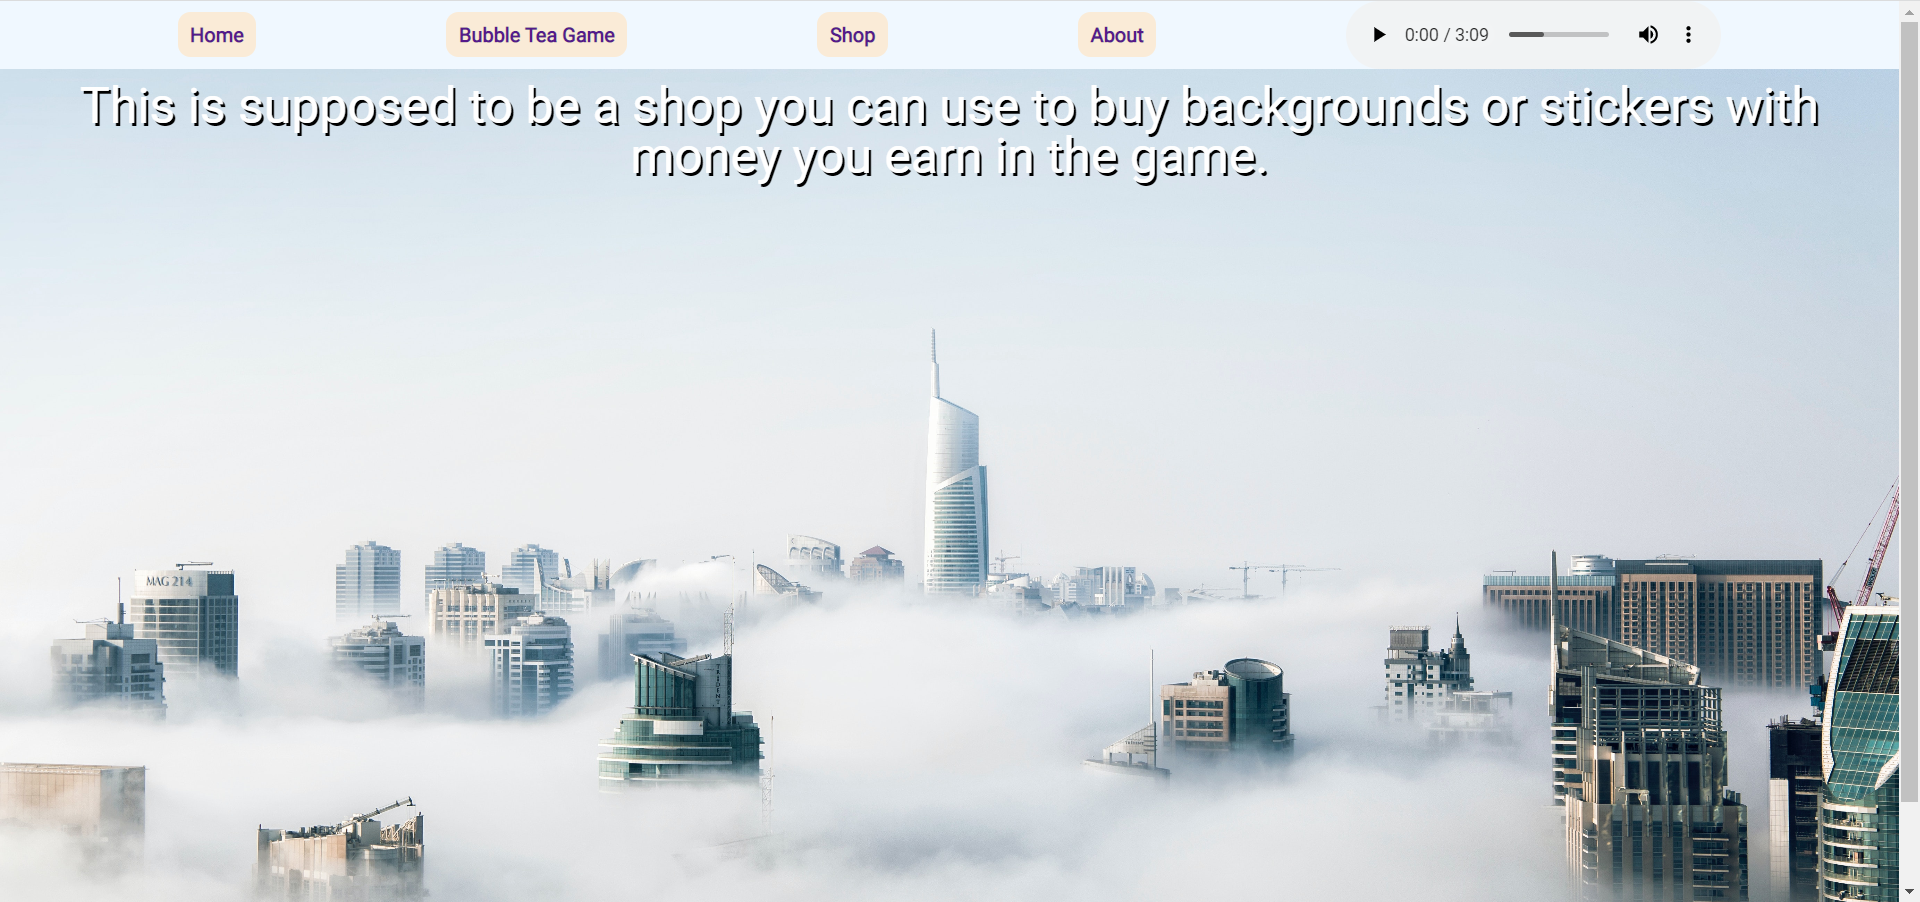 Home Bubble Tea Game Shop About 0:00 / 3:09
This is supposed to be a shop you can use to buy backgrounds or stickers with
money you earn in the game.
MAG 214